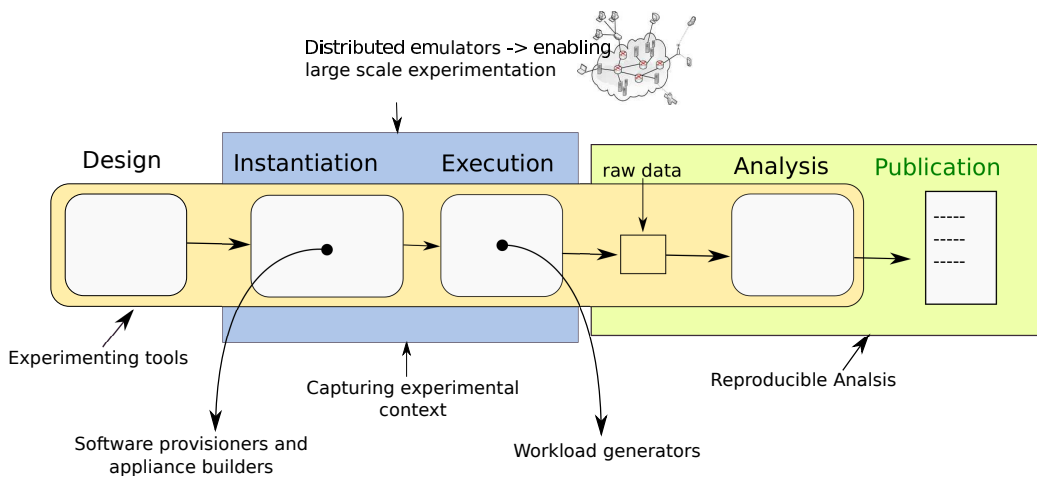 Distributed emulators -> enabling
large scale experimentation
Design
Instantiation
Execution
raw data
Analysis
Publication
-----
-----
-----
Experimenting tools
Capturing experimental
context
Reproducible Analsis
Software provisioners and
appliance builders
Workload generators